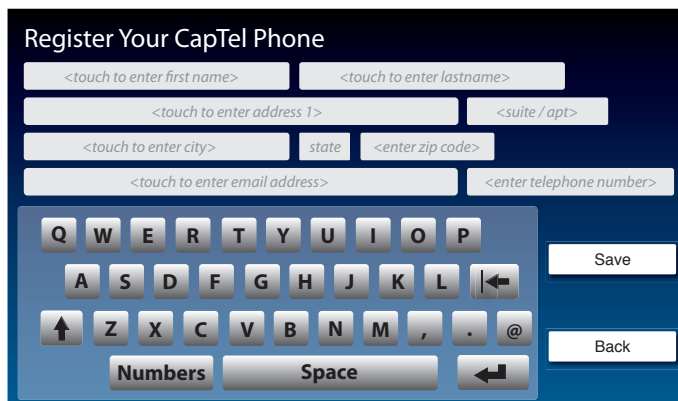 Register Your CapTel Phone
<touch to enter first name> <touch to enter lastname>
<touch to enter address 1> <suite / apt>
<touch to enter city> state <enter zip code>
<touch to enter email address> <enter telephone number>
Q W E R T Y U I O P
Save
A S D F G H J K L
Z X C V B N M , . @
Back
Numbers Space